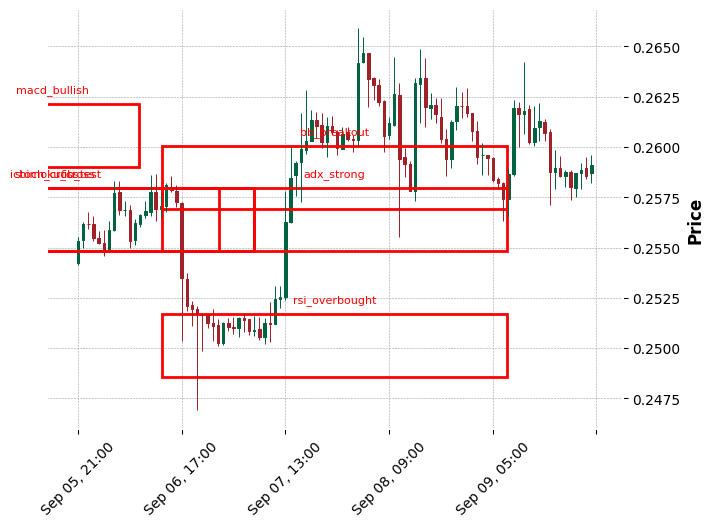 macd_bullish
adx_strong
rsi_overbought
0.2650
0.2625
0.2600
0.2575
0.2550
0.2525
0.2500
0.2475
Price
Sep 05, 21:00
Sep 06, 17:00
Sep 07, 13:00
Sep 08, 09:00
Sep 09, 05:00